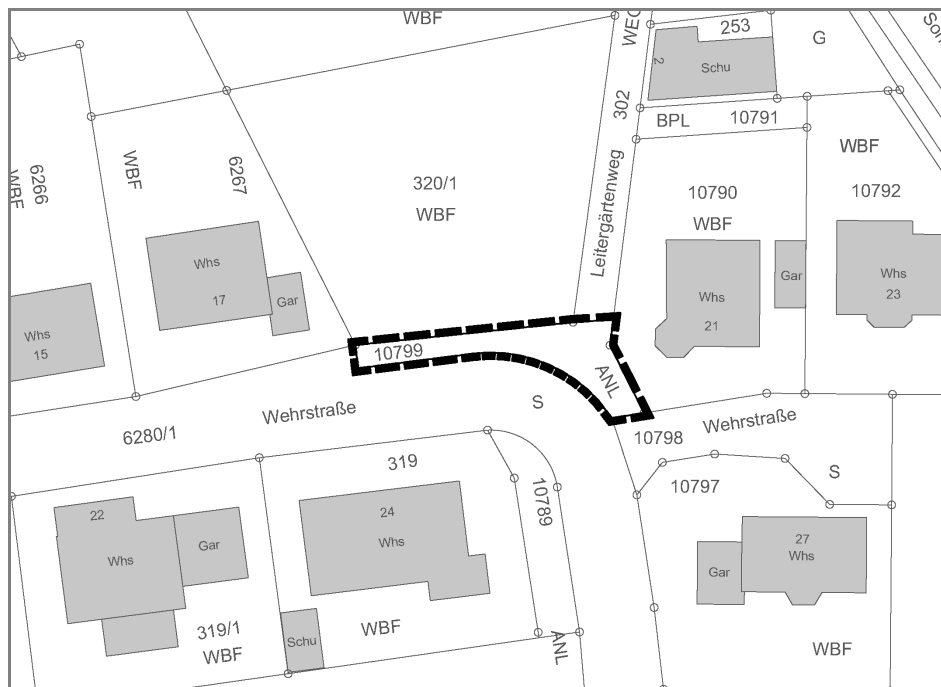 WBF
WEG
253
G
Schu
2
302
BPL
10791
WBF
6266
WBF
WBF
6267
320/1
WBF
Leitergärtenweg
10790
WBF
10792
Whs
17
Gar
Whs
21
Gar
Whs
23
Whs
15
10799
ANL
Wehrstraße
S
6280/1
10798
Wehrstraße
319
10789
10797
S
22
Whs
Gar
24
Whs
27
Whs
Gar
319/1
WBF
Schu
WBF
ANL
WBF